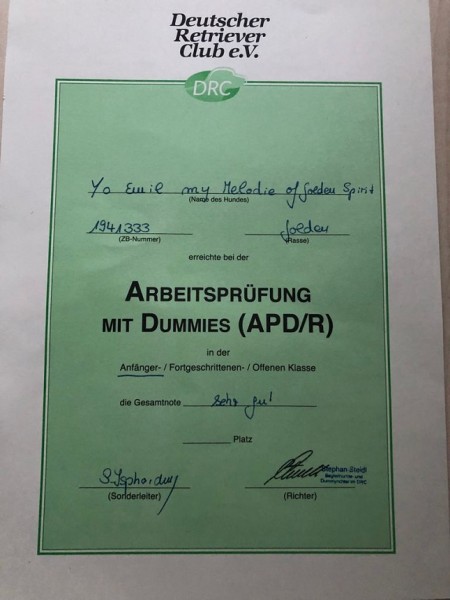 Deutscher
Retriever
Club e.V.
DRC
Yo Emil my Melodie of Golden Spirit
(Name des Hundes)
1941333 Golden
(ZB-Nummer) (Rasse)
erreichte bei der
ARBEITSPRÜFUNG
MIT DUMMIES (APD/R)
in der
Anfänger- / Fortgeschrittenen- / Offenen Klasse
die Gesamtnote sehr gut
Platz
Stephan
(Sonderleiter) (Richter)